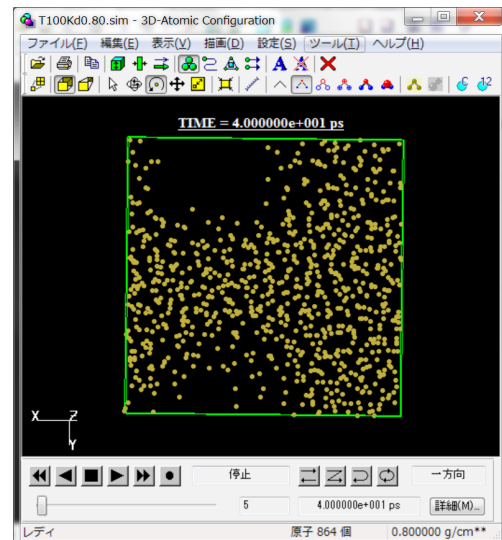 T100Kd0.80.sim - 3D-Atomic Configuration
ファイル(F) 編集(E) 表示(V) 描画(D) 設定(S) ツール(T) ヘルプ(H)
TIME = 4.000000e+001 ps
X Z
Y
停止 一方向
5 4.000000e+001 ps 詳細(M)...
レディ 原子 864 個 0.800000 g/cm**